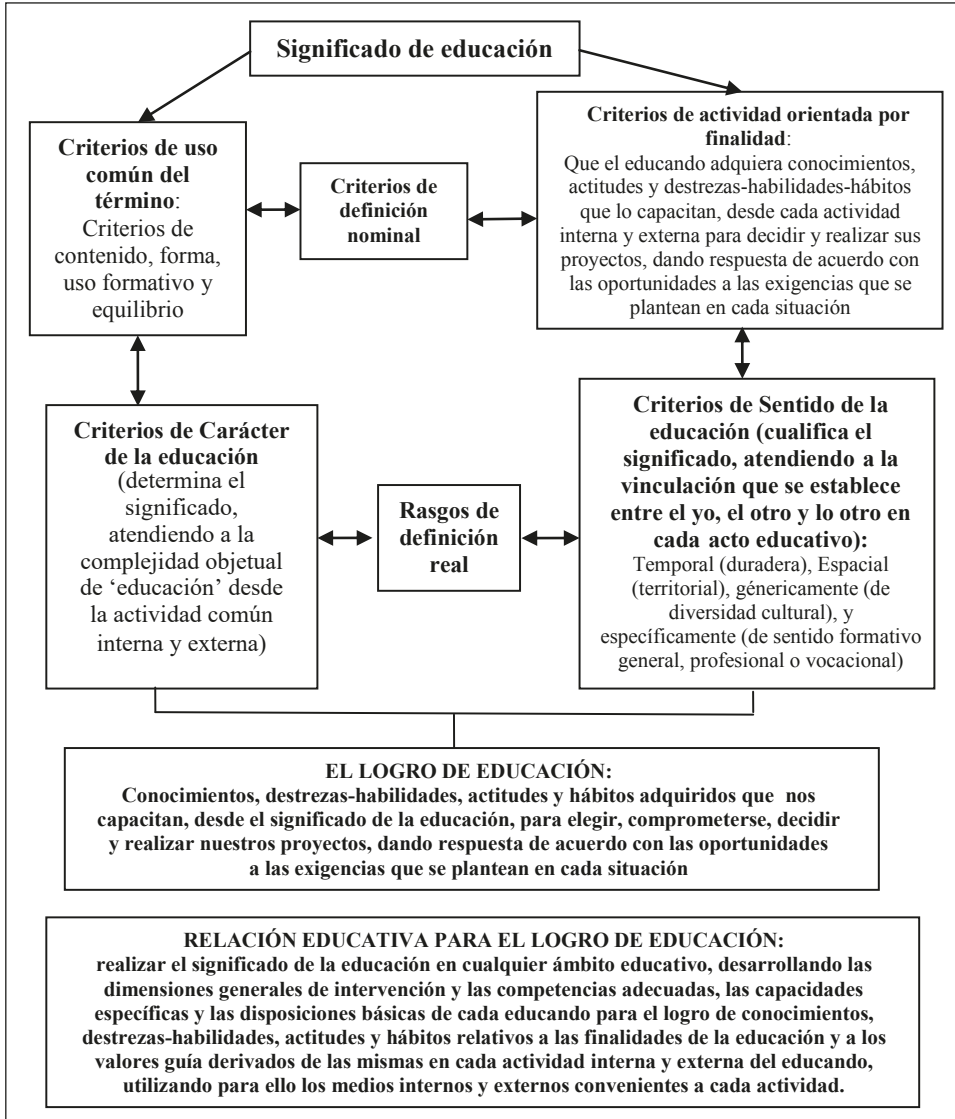 Significado de educación
Criterios de uso
común del
término:
Criterios de
contenido, forma,
uso formativo y
equilibrio
Criterios de
definición
nominal
Criterios de actividad orientada por
finalidad:
Que el educando adquiera conocimientos,
actitudes y destrezas-habilidades-hábitos
que lo capacitan, desde cada actividad
interna y externa para decidir y realizar sus
proyectos, dando respuesta de acuerdo con
las oportunidades a las exigencias que se
plantean en cada situación
Criterios de Carácter
de la educación
(determina el
significado,
atendiendo a la
complejidad objetual
de ‘educación’ desde
la actividad común
interna y externa)
Rasgos de
definición
real
Criterios de Sentido de la
educación (cualifica el
significado, atendiendo a la
vinculación que se establece
entre el yo, el otro y lo otro en
cada acto educativo):
Temporal (duradera), Espacial
(territorial), génericamente (de
diversidad cultural), y
específicamente (de sentido formativo
general, profesional o vocacional)
EL LOGRO DE EDUCACIÓN:
Conocimientos, destrezas-habilidades, actitudes y hábitos adquiridos que nos
capacitan, desde el significado de la educación, para elegir, comprometerse, decidir
y realizar nuestros proyectos, dando respuesta de acuerdo con las oportunidades
a las exigencias que se plantean en cada situación
RELACIÓN EDUCATIVA PARA EL LOGRO DE EDUCACIÓN:
realizar el significado de la educación en cualquier ámbito educativo, desarrollando las
dimensiones generales de intervención y las competencias adecuadas, las capacidades
específicas y las disposiciones básicas de cada educando para el logro de conocimientos,
destrezas-habilidades, actitudes y hábitos relativos a las finalidades de la educación y a los
valores guía derivados de las mismas en cada actividad interna y externa del educando,
utilizando para ello los medios internos y externos convenientes a cada actividad.